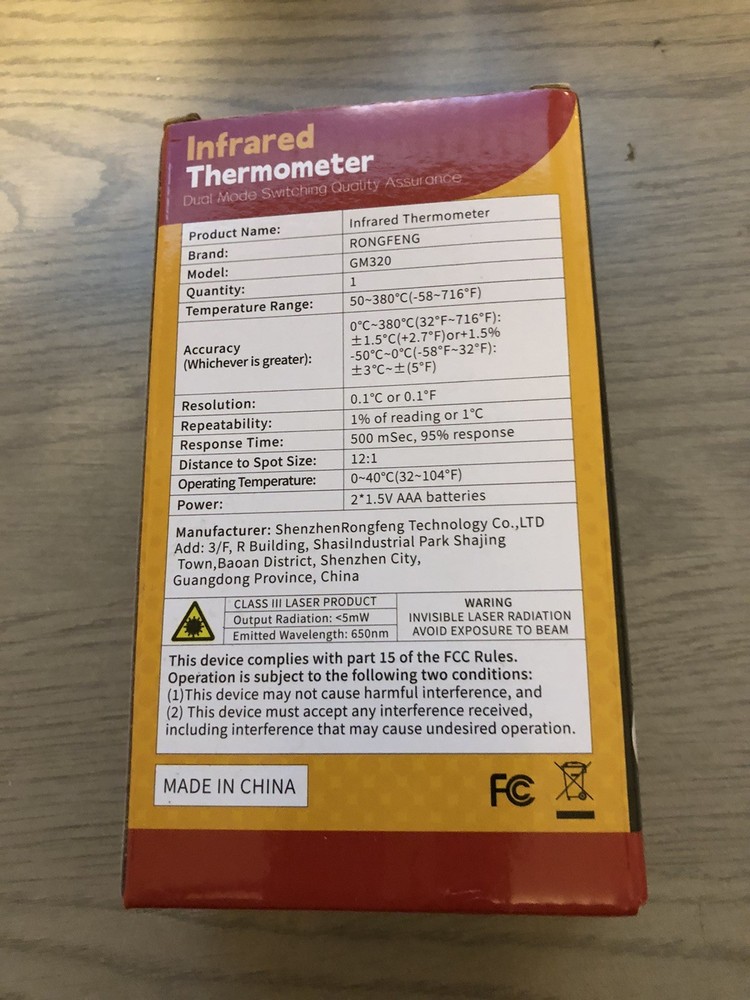 Infrared
Thermometer
Dual Mode Switching Quality Assurance
Product Name: Infrared Thermometer
Brand: RONGFENG
Model: GM320
Quantity: 1
Temperature Range: 50~380°C(-58~716°F)
Accuracy
(Whichever is greater):
0°C~380°C(32°F~716°F):
±1.5°C(+2.7°F)or+1.5%
-50°C~0°C(-58°F~32°F):
±3°C~±(5°F)
Resolution: 0.1°C or 0.1°F
Repeatability: 1% of reading or 1°C
Response Time: 500 mSec, 95% response
Distance to Spot Size: 12:1
Operating Temperature: 0~40°C(32~104°F)
Power: 2*1.5V AAA batteries
Manufacturer: ShenzhenRongfeng Technology Co.,LTD
Add: 3/F, R Building, ShasiIndustrial Park Shajing
Town,Baoan District, Shenzhen City,
Guangdong Province, China
CLASS III LASER PRODUCT
Output Radiation: <5mW
Emitted Wavelength: 650nm
WARING
INVISIBLE LASER RADIATION
AVOID EXPOSURE TO BEAM
This device complies with part 15 of the FCC Rules.
Operation is subject to the following two conditions:
(1)This device may not cause harmful interference, and
(2) This device must accept any interference received,
including interference that may cause undesired operation.
MADE IN CHINA
FC